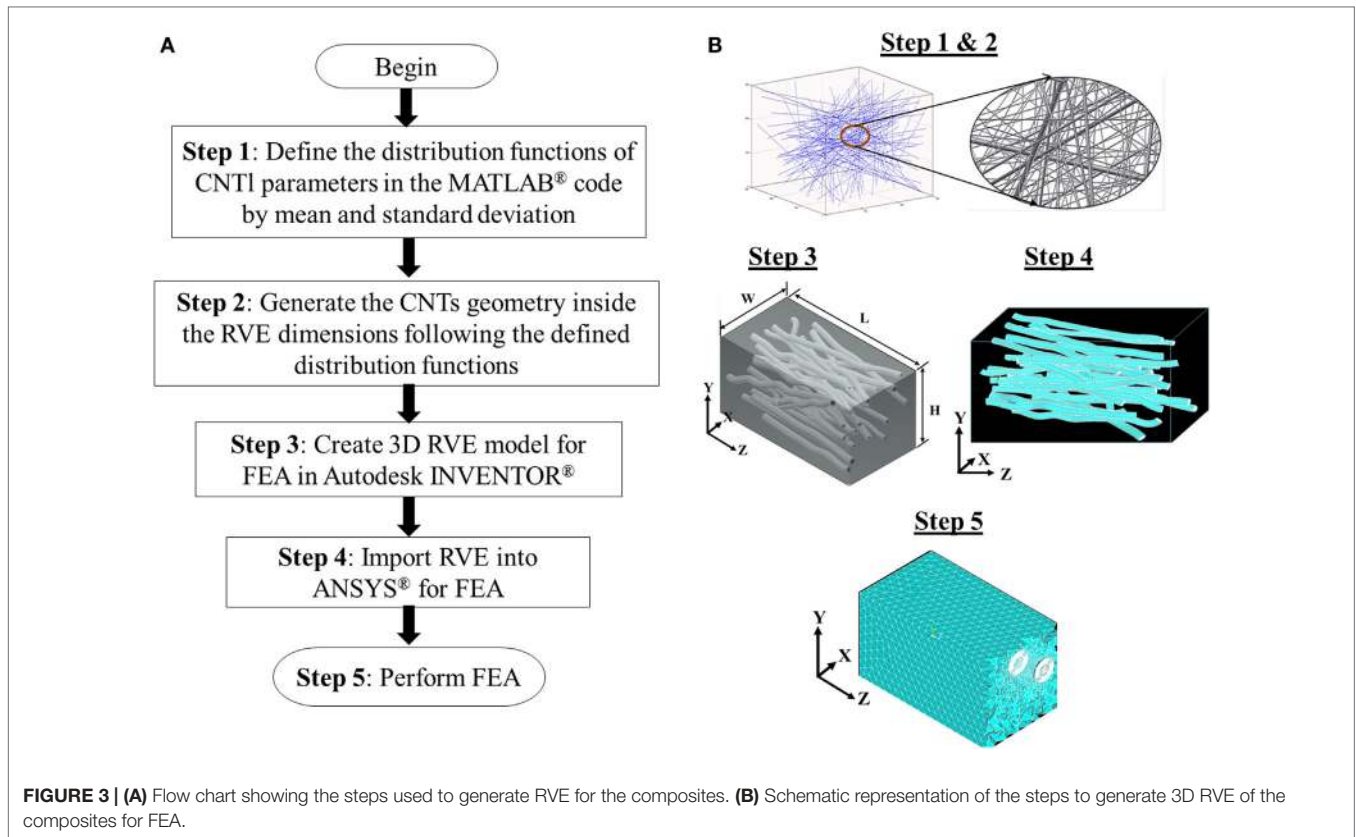 A
Begin
Step 1: Define the distribution functions of
CNTl parameters in the MATLAB® code
by mean and standard deviation
Step 2: Generate the CNTs geometry inside
the RVE dimensions following the defined
distribution functions
Step 3: Create 3D RVE model for
FEA in Autodesk INVENTOR®
Step 4: Import RVE into
ANSYS® for FEA
Step 5: Perform FEA
B
Step 1 & 2
Step 3
W
L
H
Y
X
Z
Step 4
Y
X
Z
Step 5
Y
X
Z
FIGURE 3 | (A) Flow chart showing the steps used to generate RVE for the composites. (B) Schematic representation of the steps to generate 3D RVE of the
composites for FEA.